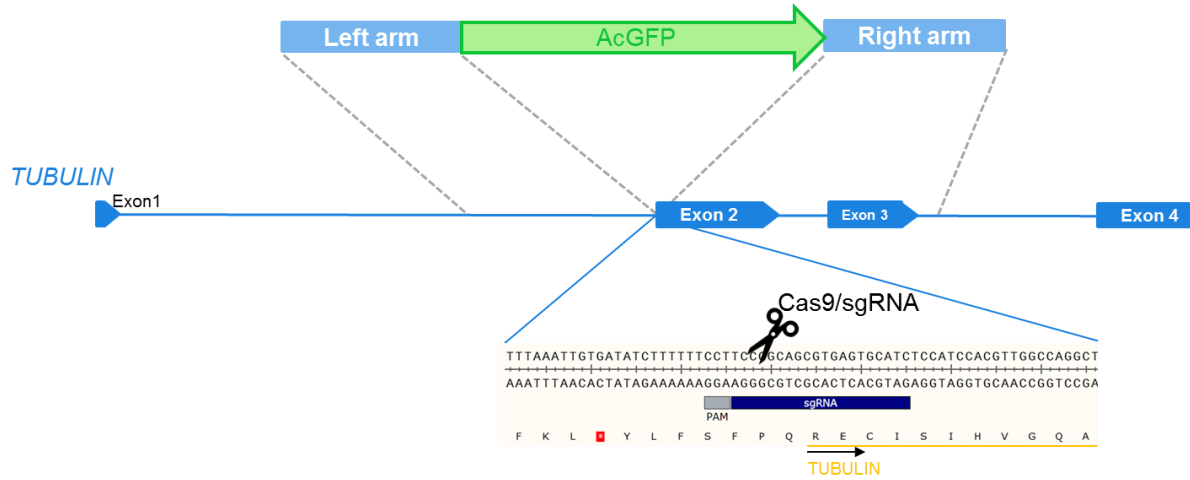 Left arm
AcGFP
Right arm
TUBULIN
Exon1
Exon 2
Exon 3
Exon 4
Cas9/sgRNA
TTTAAATTGTGATATCTTTTTTCCTTCCCGCAGCGTGAGTGCATCTCCATCCACGTTGGCCAGGCT
AAATTTAACACTATAGAAAAAAGGAAGGGCGTCGCACTCACGTAGAGGTAGGTGCAACCGGTCCGA
sgRNA
PAM
F K L * Y L F S F P Q R E C I S I H V G Q A
TUBULIN